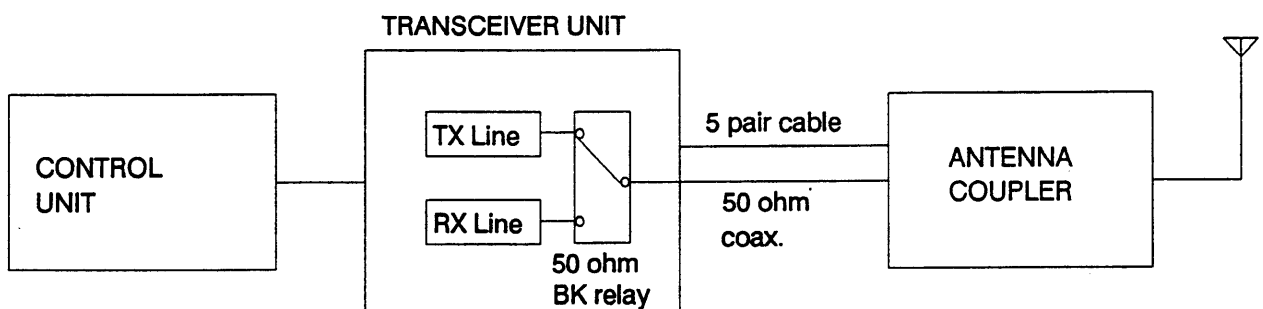 TRANSCEIVER UNIT
CONTROL
UNIT
TX Line
RX Line
50 ohm
BK relay
5 pair cable
50 ohm
coax.
ANTENNA
COUPLER